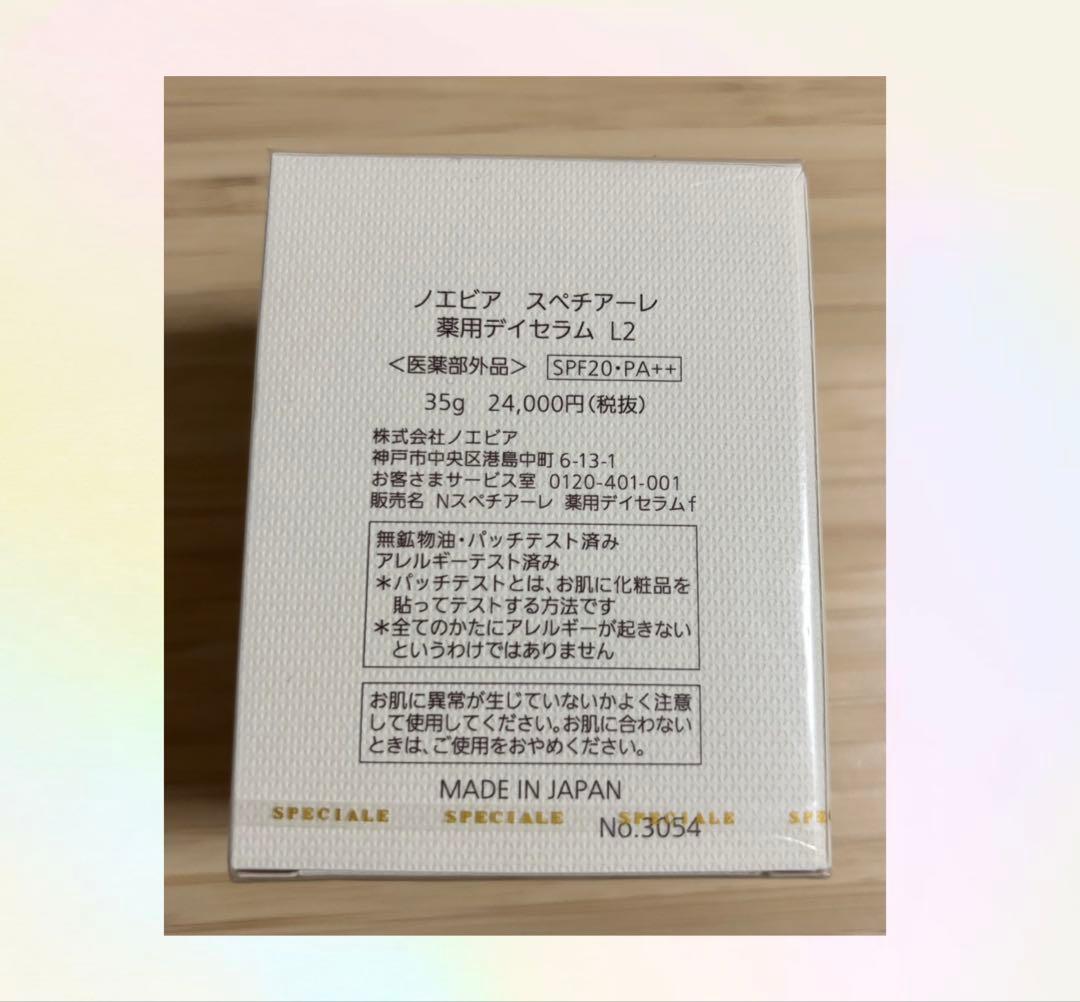 ノエビア　スペチアーレ
薬用デイセラム L2
＜医薬部外品＞ SPF20・PA++
35g　24,000円(税抜)
株式会社ノエビア
神戸市中央区港島中町 6-13-1
お客さまサービス室 0120-401-001
販売名 Nスペチアーレ 薬用デイセラム f
無鉱物油・パッチテスト済み
アレルギーテスト済み
＊パッチテストとは、お肌に化粧品を
貼ってテストする方法です
＊全てのかたにアレルギーが起きない
というわけではありません
お肌に異常が生じていないかよく注意
して使用してください。お肌に合わない
ときは、ご使用をおやめください。
MADE IN JAPAN
SPECIALE SPECIALE SPECIALE SPE
No.3054